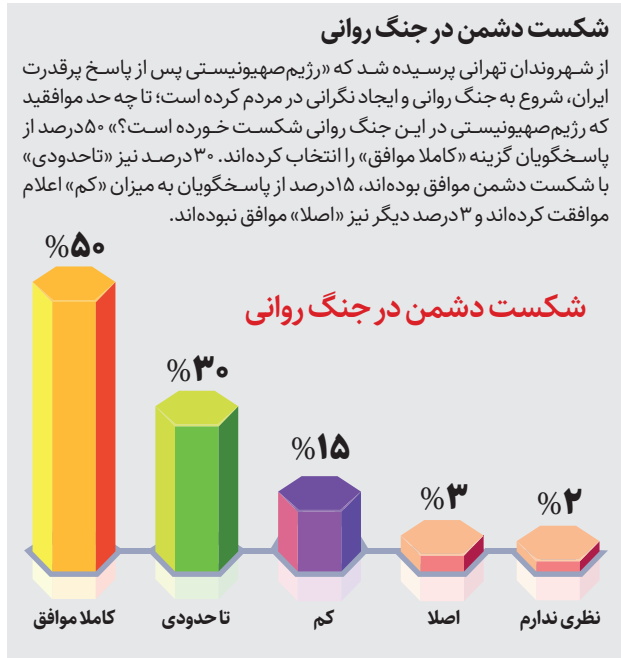 شکست دشمن در جنگ روانی
از شهروندان تهرانی پرسیده شد که «رژیم‌صهیونیستی پس از پاسخ پرقدرت
ایران، شروع به جنگ روانی و ایجاد نگرانی در مردم کرده است؛ تا چه حد موافقید
که رژیم‌صهیونیستی در این جنگ روانی شکست خورده است؟» ۵۰درصد از
پاسخگویان گزینه «کاملا موافق» را انتخاب کرده‌اند. ۳۰درصد نیز «تاحدودی»
با شکست دشمن موافق بوده‌اند، ۱۵درصد از پاسخگویان به میزان «کم» اعلام
موافقت کرده‌اند و ۳درصد دیگر نیز «اصلا» موافق نبوده‌اند.
%۵۰
شکست دشمن در جنگ روانی
%۳۰
%۱۵
%۳
%۲
نظری ندارم
اصلا
کم
تا حدودی
کاملا موافق